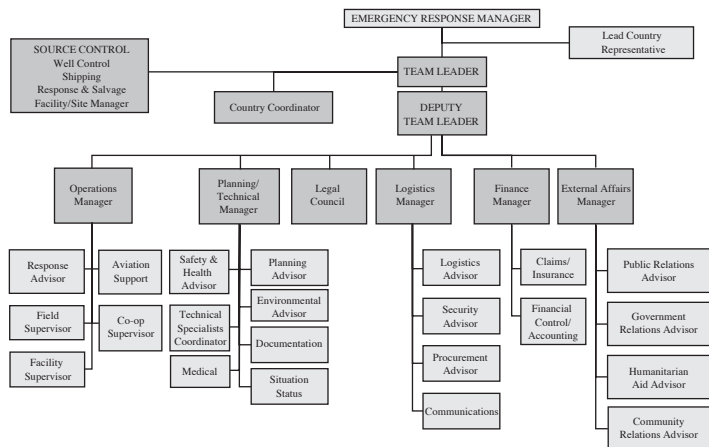 EMERGENCY RESPONSE MANAGER
Lead Country
Representative
SOURCE CONTROL
Well Control
Shipping
Response & Salvage
Facility/Site Manager
TEAM LEADER
Country Coordinator
DEPUTY
TEAM LEADER
Operations
Manager
Planning/
Technical
Manager
Legal
Council
Logistics
Manager
Finance
Manager
External Affairs
Manager
Response
Advisor
Aviation
Support
Field
Supervisor
Co-op
Supervisor
Facility
Supervisor
Safety &
Health
Advisor
Planning
Advisor
Environmental
Advisor
Technical
Specialists
Coordinator
Documentation
Medical
Situation
Status
Logistics
Advisor
Security
Advisor
Procurement
Advisor
Communications
Claims/
Insurance
Financial
Control/
Accounting
Public Relations
Advisor
Government
Relations Advisor
Humanitarian
Aid Advisor
Community
Relations Advisor